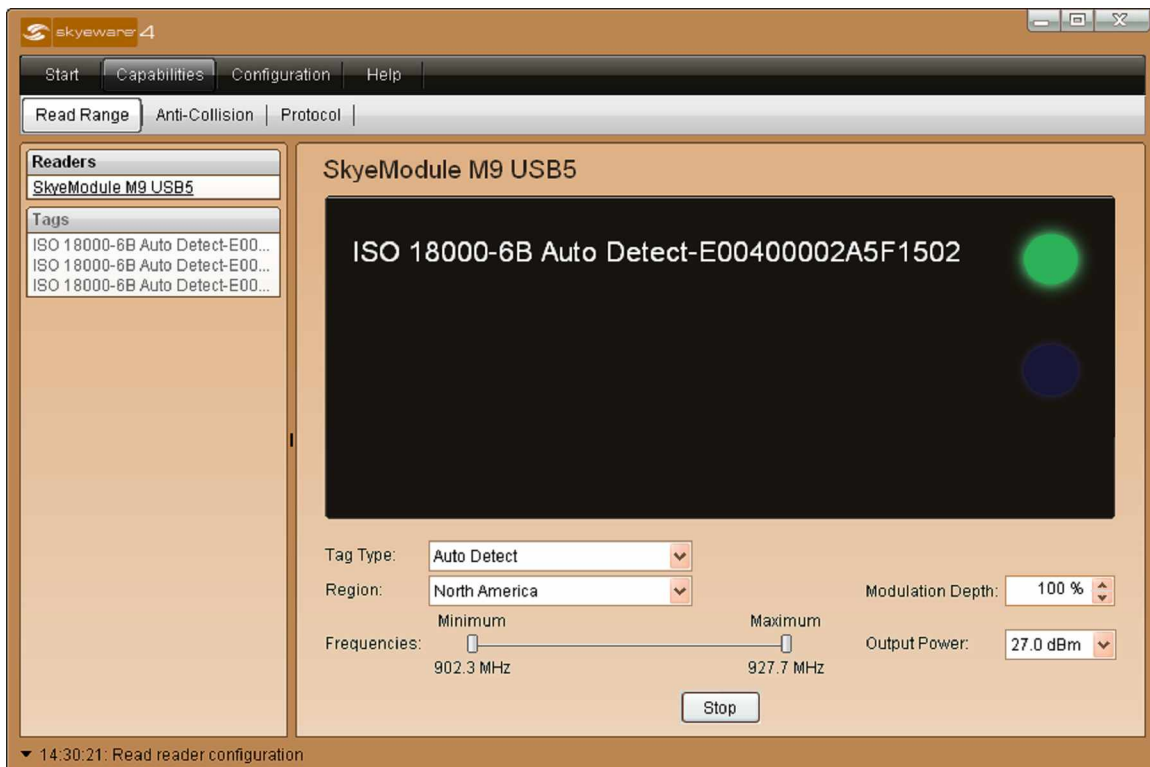 skyeware 4
Start Capabilities Configuration Help
Read Range Anti-Collision Protocol
Readers
SkyeModule M9 USB5
Tags
ISO 18000-6B Auto Detect-E00...
ISO 18000-6B Auto Detect-E00...
ISO 18000-6B Auto Detect-E00...
SkyeModule M9 USB5
ISO 18000-6B Auto Detect-E00400002A5F1502
Tag Type: Auto Detect
Region: North America
Modulation Depth: 100 %
Minimum Maximum
Frequencies:
902.3 MHz 927.7 MHz
Output Power: 27.0 dBm
Stop
14:30:21: Read reader configuration